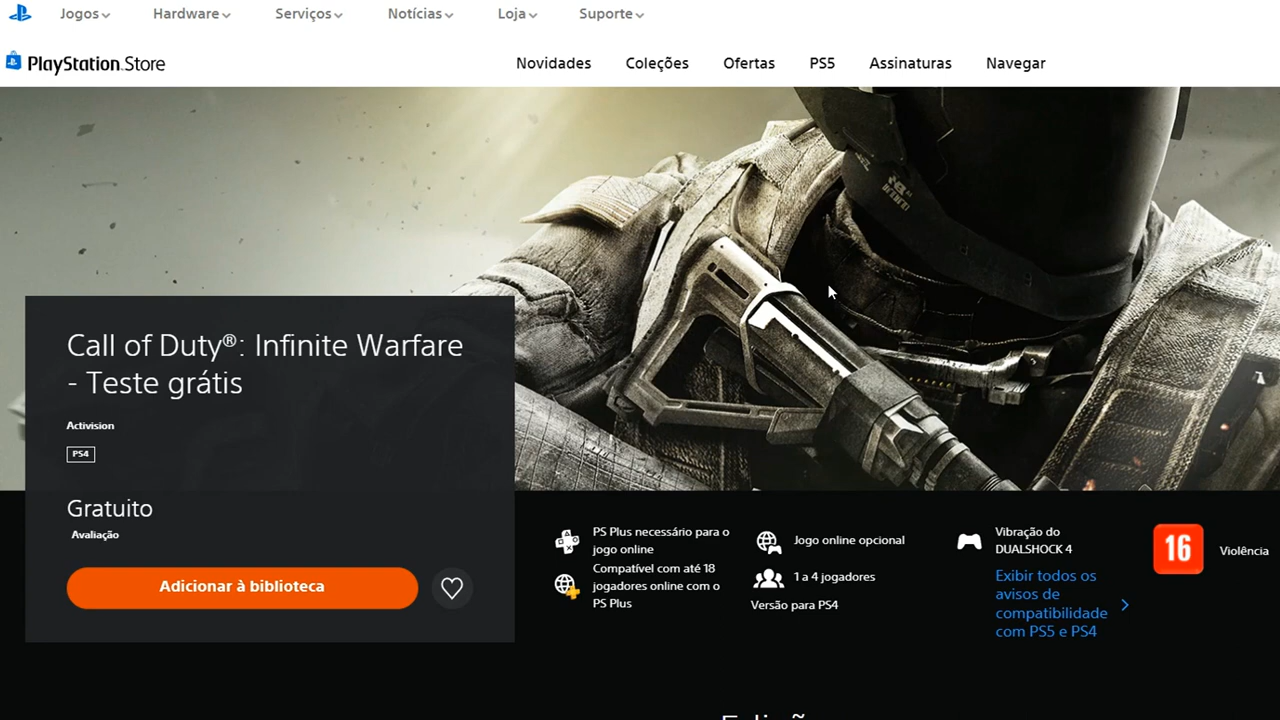 Jogos
Hardware
Serviços
Notícias
Loja
Suporte
PlayStation.Store
Novidades
Coleções
Ofertas
PS5
Assinaturas
Navegar
Call of Duty®: Infinite Warfare
- Teste grátis
Activision
PS4
Gratuito
Avaliação
Adicionar à biblioteca
PS Plus necessário para o
jogo online
Compatível com até 18
jogadores online com o
PS Plus
Jogo online opcional
1 a 4 jogadores
Versão para PS4
Vibração do
DUALSHOCK 4
Exibir todos os
avisos de
compatibilidade
com PS5 e PS4
16
Violência